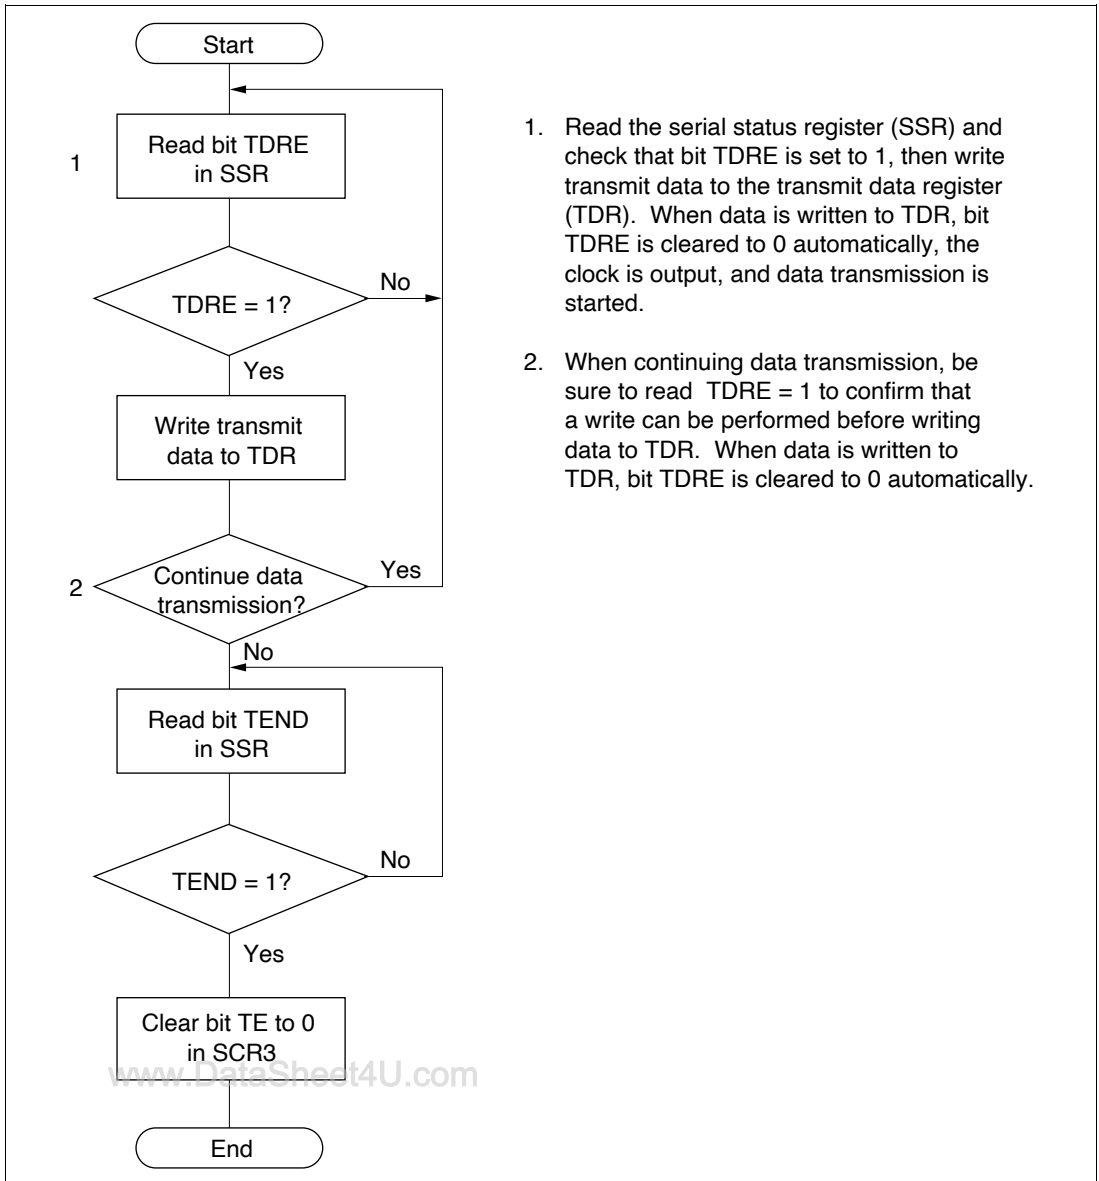 Start
1
Read bit TDRE
in SSR
TDRE = 1?
No
Yes
Write transmit
data to TDR
2
Continue data
transmission?
Yes
No
Read bit TEND
in SSR
TEND = 1?
No
Yes
Clear bit TE to 0
in SCR3
End
1. Read the serial status register (SSR) and
check that bit TDRE is set to 1, then write
transmit data to the transmit data register
(TDR). When data is written to TDR, bit
TDRE is cleared to 0 automatically, the
clock is output, and data transmission is
started.
2. When continuing data transmission, be
sure to read TDRE = 1 to confirm that
a write can be performed before writing
data to TDR. When data is written to
TDR, bit TDRE is cleared to 0 automatically.
www.DataSheet4U.com